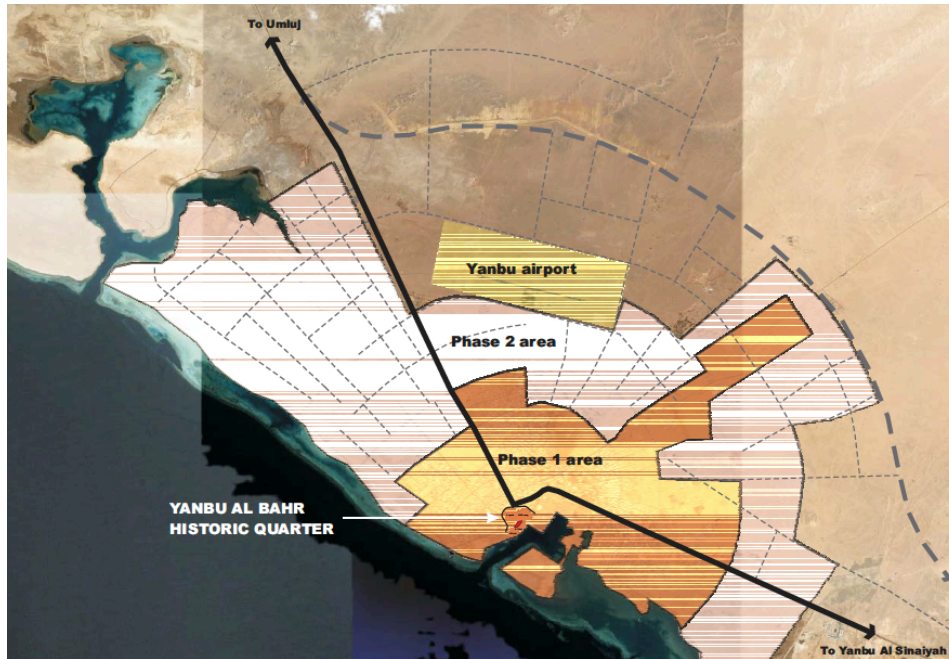 To Umluj
Yanbu airport
Phase 2 area
Phase 1 area
YANBU AL BAHR
HISTORIC QUARTER
To Yanbu Al Sinaiyah